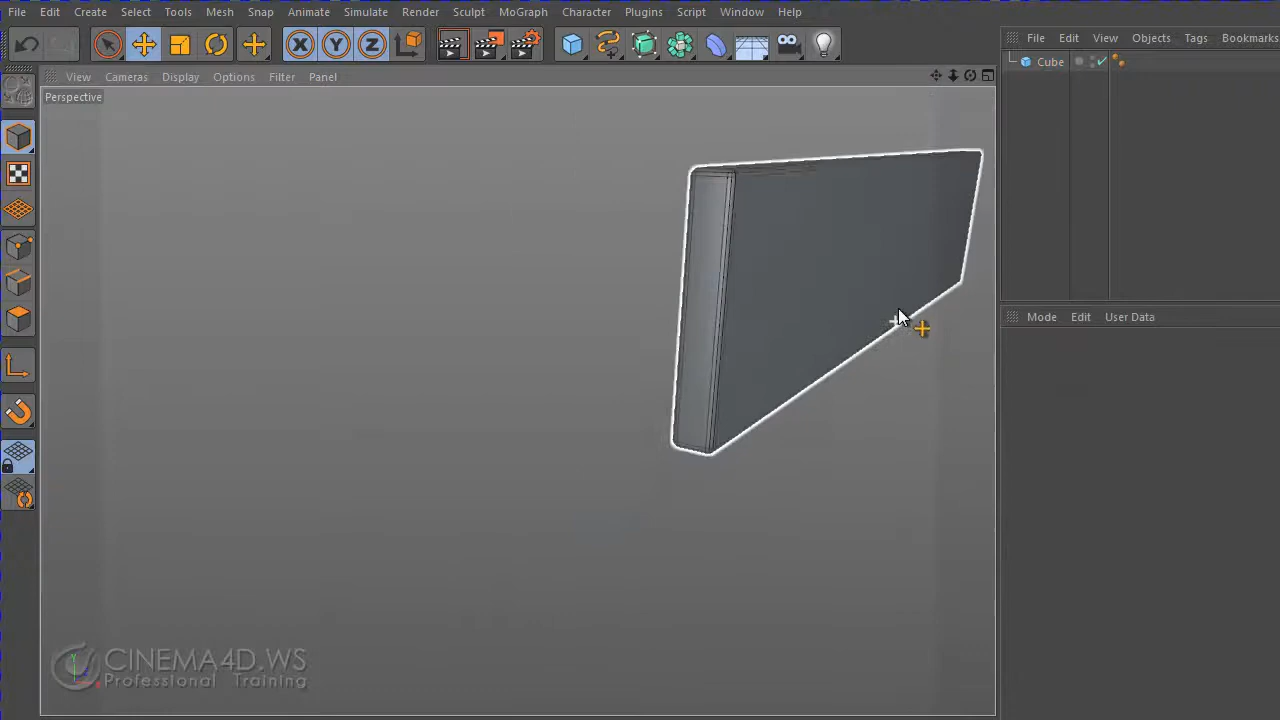 File Edit Create Select Tools Mesh Snap Animate Simulate Render Sculpt MoGraph Character Plugins Script Window Help
File Edit View Objects Tags Bookmarks
View Cameras Display Options Filter Panel
Cube
Perspective
Mode Edit User Data
CINEMA4D.WS
Professional Training